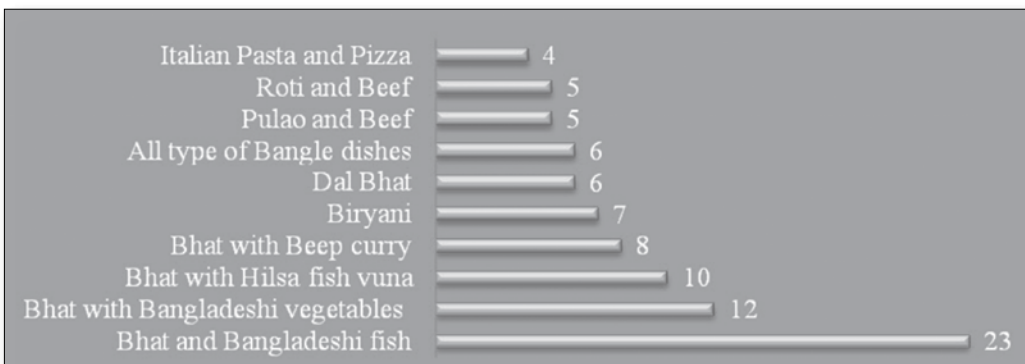 Italian Pasta and Pizza 4
Roti and Beef 5
Pulao and Beef 5
All type of Bangle dishes 6
Dal Bhat 6
Biryani 7
Bhat with Beep curry 8
Bhat with Hilsa fish vuna 10
Bhat with Bangladeshi vegetables 12
Bhat and Bangladeshi fish 23